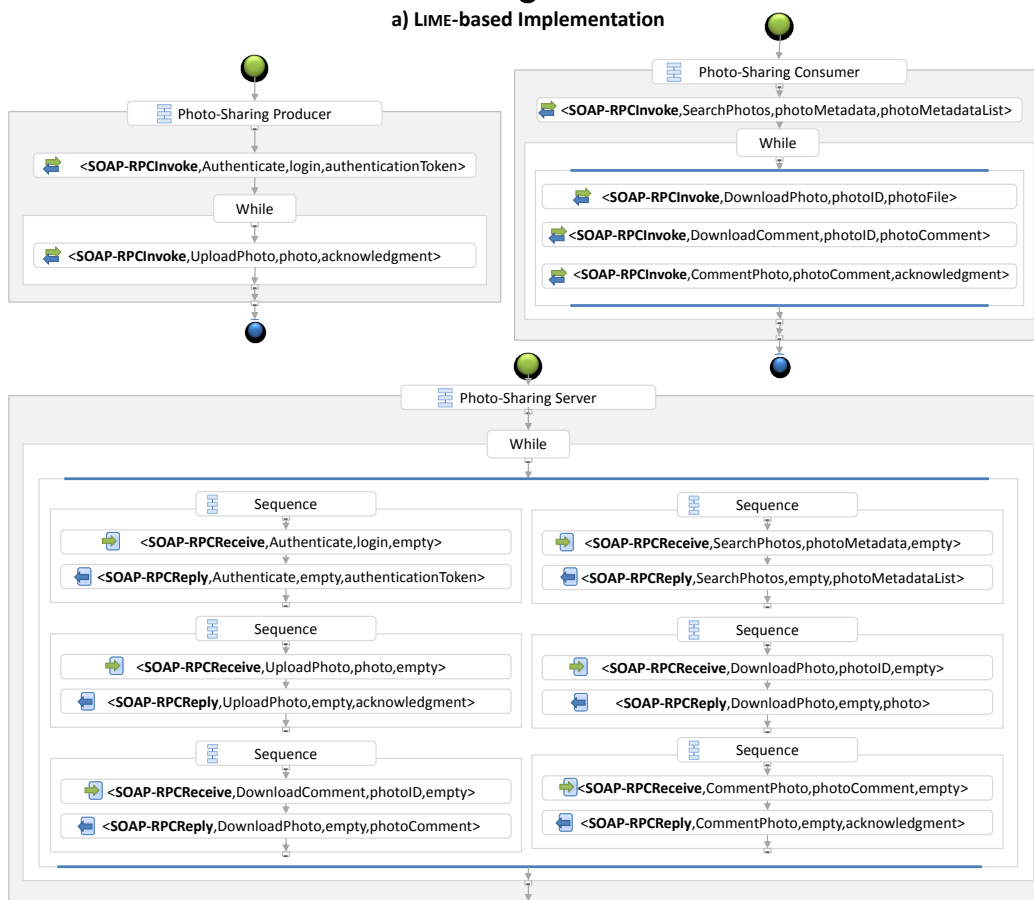 a) LIME-based Implementation
Photo-Sharing Producer
<SOAP-RPCInvoke,Authenticate,login,authenticationToken>
While
<SOAP-RPCInvoke,UploadPhoto,photo,acknowledgment>
Photo-Sharing Consumer
<SOAP-RPCInvoke,SearchPhotos,photoMetadata,photoMetadataList>
While
<SOAP-RPCInvoke,DownloadPhoto,photoID,photoFile>
<SOAP-RPCInvoke,DownloadComment,photoID,photoComment>
<SOAP-RPCInvoke,CommentPhoto,photoComment,acknowledgment>
Photo-Sharing Server
While
Sequence
<SOAP-RPCReceive,Authenticate,login,empty>
<SOAP-RPCReply,Authenticate,empty,authenticationToken>
Sequence
<SOAP-RPCReceive,SearchPhotos,photoMetadata,empty>
<SOAP-RPCReply,SearchPhotos,empty,photoMetadataList>
Sequence
<SOAP-RPCReceive,UploadPhoto,photo,empty>
<SOAP-RPCReply,UploadPhoto,empty,acknowledgment>
Sequence
<SOAP-RPCReceive,DownloadPhoto,photoID,empty>
<SOAP-RPCReply,DownloadPhoto,empty,photo>
Sequence
<SOAP-RPCReceive,DownloadComment,photoID,empty>
<SOAP-RPCReply,DownloadPhoto,empty,photoComment>
Sequence
<SOAP-RPCReceive,CommentPhoto,photoComment,empty>
<SOAP-RPCReply,CommentPhoto,empty,acknowledgment>